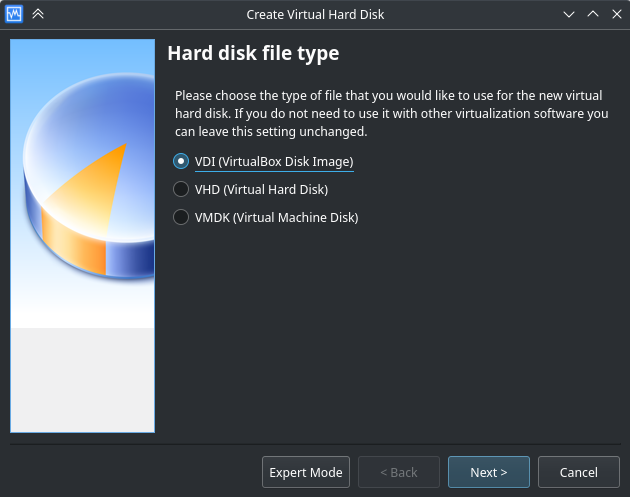 Create Virtual Hard Disk
Hard disk file type
Please choose the type of file that you would like to use for the new virtual
hard disk. If you do not need to use it with other virtualization software you
can leave this setting unchanged.
VDI (VirtualBox Disk Image)
VHD (Virtual Hard Disk)
VMDK (Virtual Machine Disk)
Expert Mode
< Back
Next >
Cancel